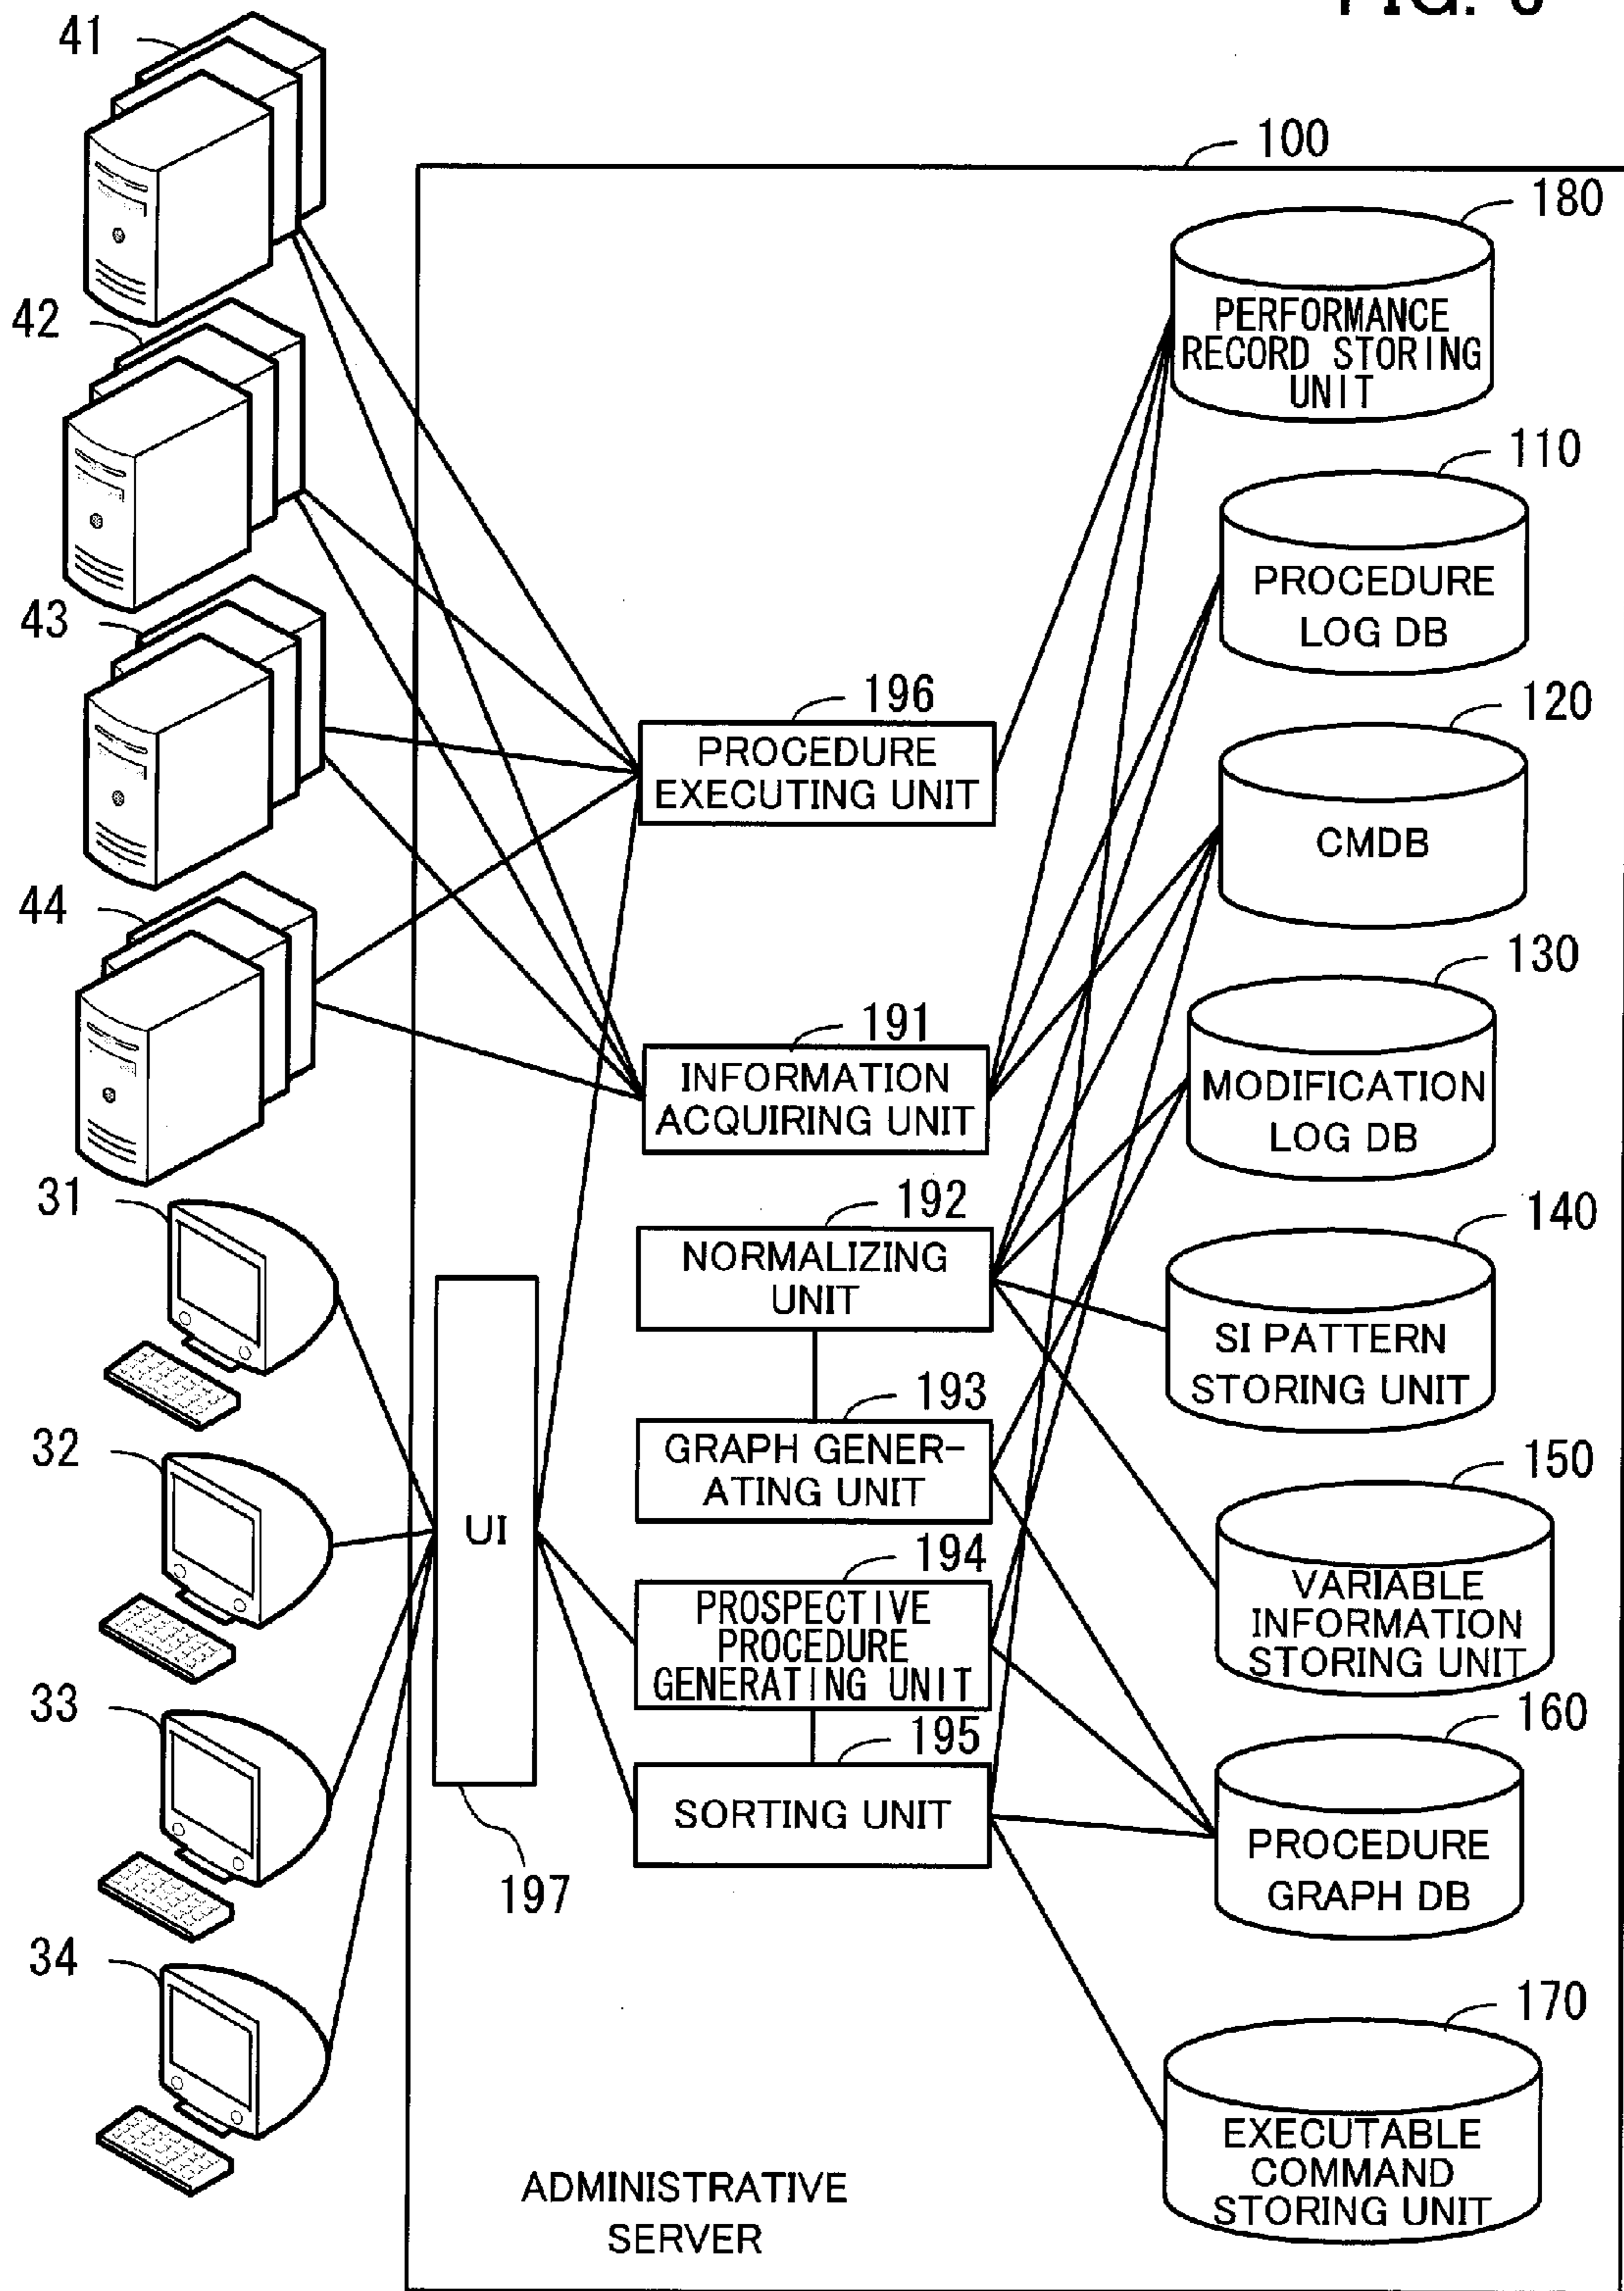 FIG.
41
100
180
PERFORMANCE
RECORD STORING
UNIT
42
110
PROCEDURE
LOG DB
43
196
PROCEDURE
EXECUTING UNIT
120
CMDB
44
191
INFORMATION
ACQUIRING UNIT
130
MODIFICATION
LOG DB
31
192
NORMALIZING
UNIT
140
SI PATTERN
STORING UNIT
193
GRAPH GENER-
ATING UNIT
32
150
VARIABLE
INFORMATION
STORING UNIT
UI
194
PROSPECTIVE
PROCEDURE
GENERATING UNIT
33
195
SORTING UNIT
160
PROCEDURE
GRAPH DB
197
34
170
EXECUTABLE
COMMAND
STORING UNIT
ADMINISTRATIVE
SERVER